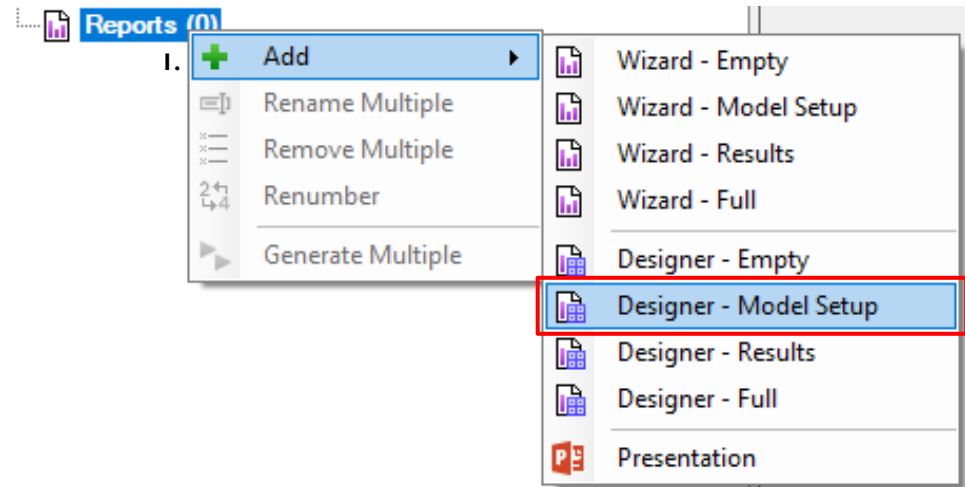 Reports (0)
1.
Add
Rename Multiple
Remove Multiple
Renumber
Generate Multiple
Wizard - Empty
Wizard - Model Setup
Wizard - Results
Wizard - Full
Designer - Empty
Designer - Model Setup
Designer - Results
Designer - Full
Presentation